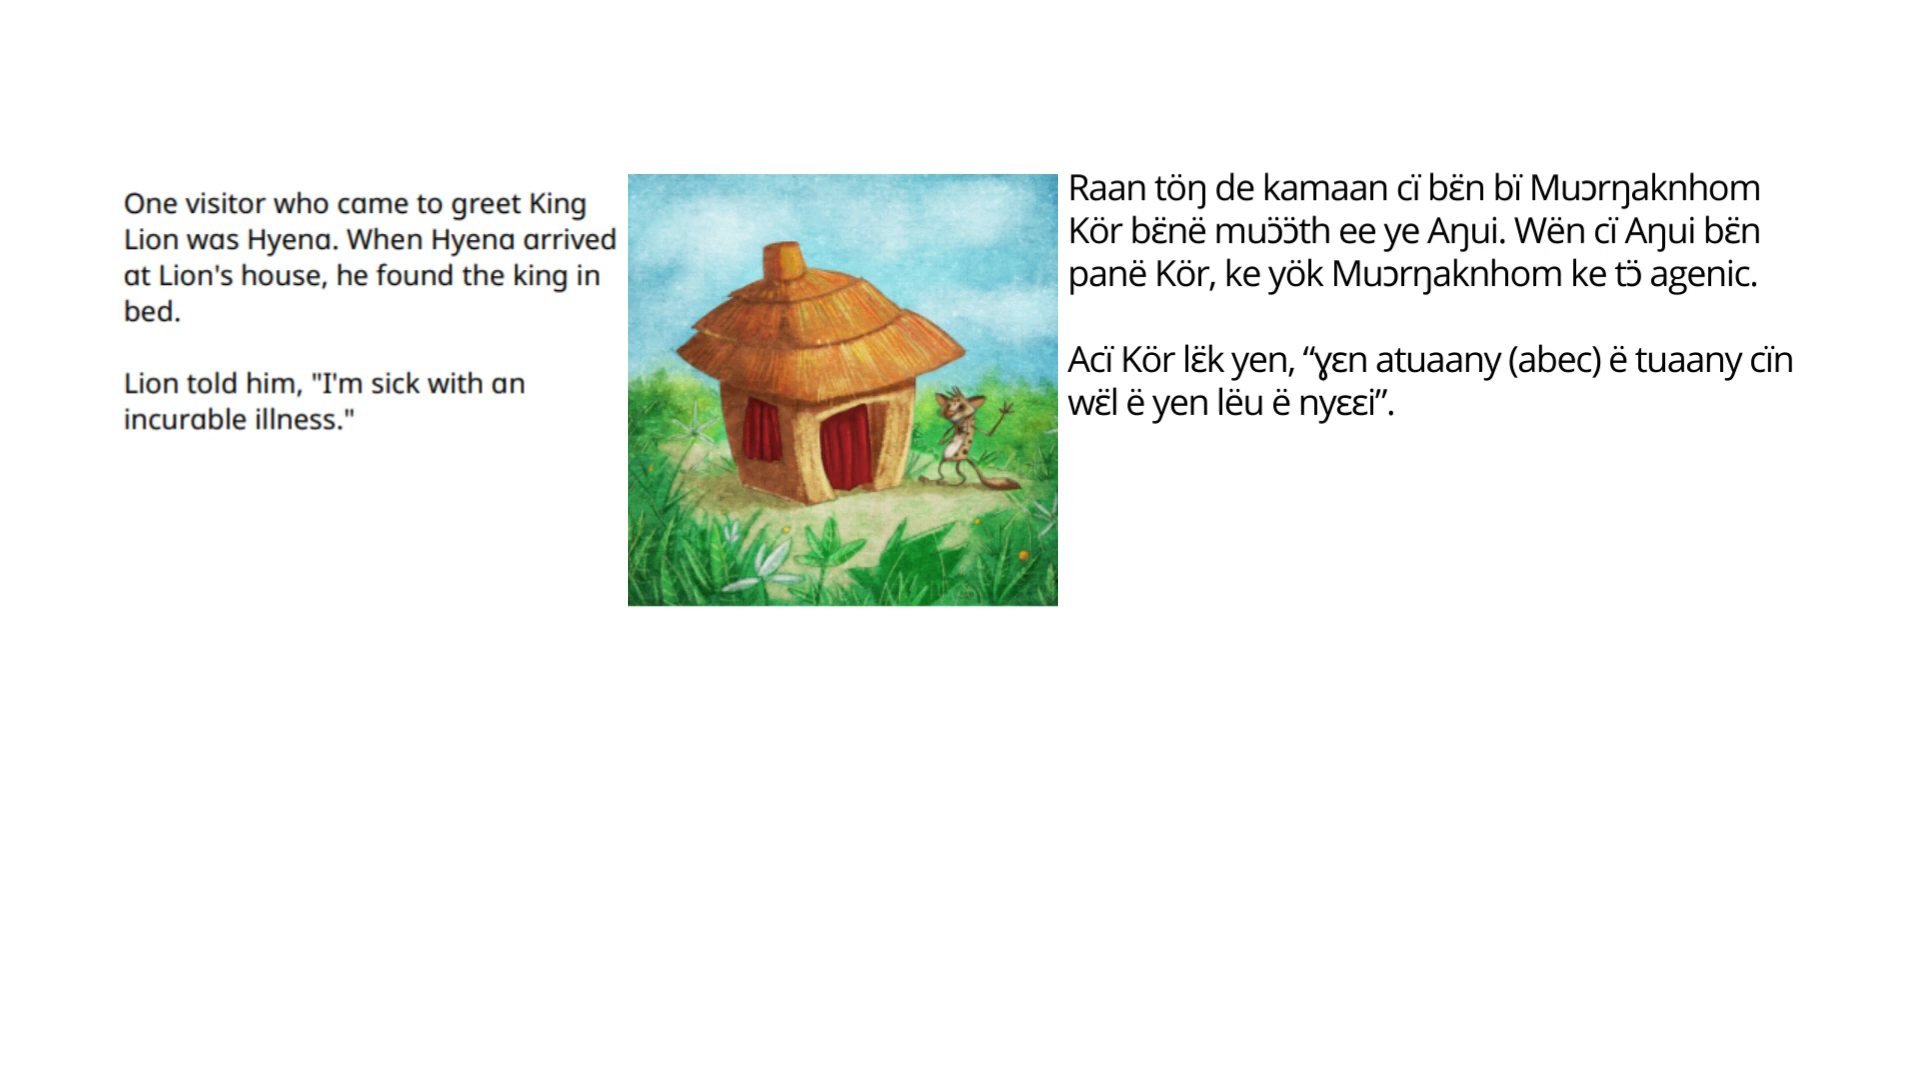 One visitor who came to greet King
Lion was Hyena. When Hyena arrived
at Lion's house, he found the king in
bed.
Lion told him, "I'm sick with an
incurable illness."
Raan töŋ de kamaan cï bɛ̈n bï Muɔrŋaknhom
Kör bɛ̈në muɔ̈ɔ̈th ee ye Aŋui. Wën cï Aŋui bɛ̈n
panë Kör, ke yök Muɔrŋaknhom ke tɔ̈ agenic.
Acï Kör lɛ̈k yen, “ɣɛn atuaany (abec) ë tuaany cïn
wɛ̈l ë yen lëu ë nyɛɛi”.